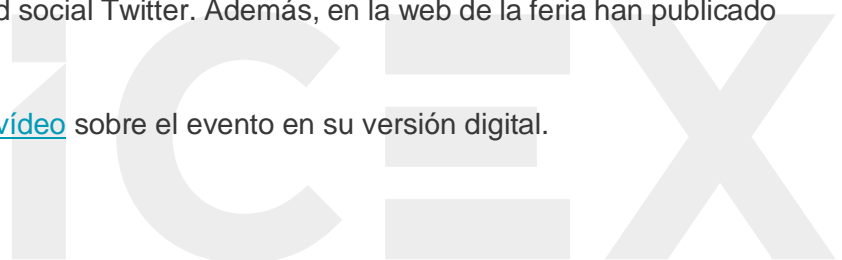 d social Twitter. Además, en la web de la feria han publicado
vídeo sobre el evento en su versión digital.
iCEX